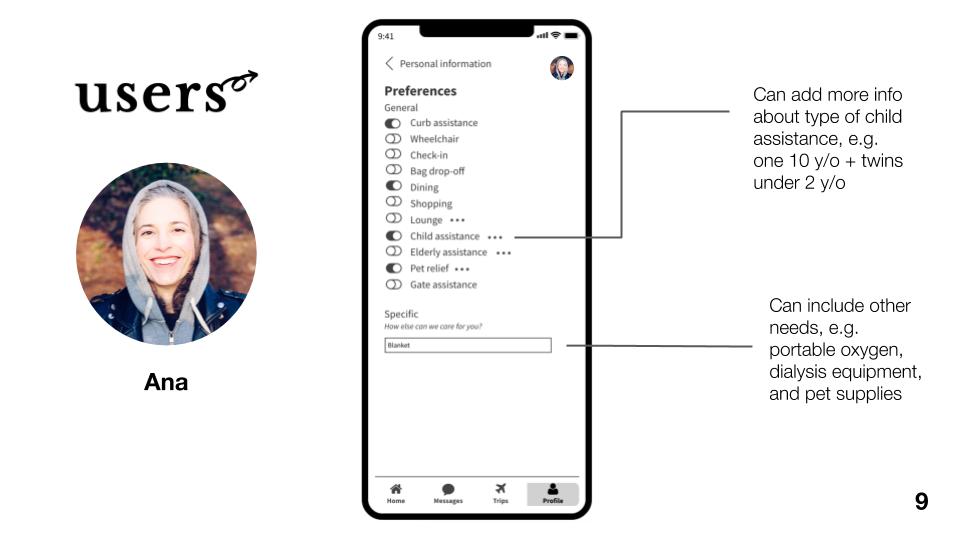 users
Ana
9:41
Personal information
Preferences
General
Curb assistance
Wheelchair
Check-in
Bag drop-off
Dining
Shopping
Lounge
Child assistance
Elderly assistance
Pet relief
Gate assistance
Specific
How else can we care for you?
Blanket
Home
Messages
Trips
Profile
Can add more info
about type of child
assistance, e.g.
one 10 y/o + twins
under 2 y/o
Can include other
needs, e.g.
portable oxygen,
dialysis equipment,
and pet supplies
9